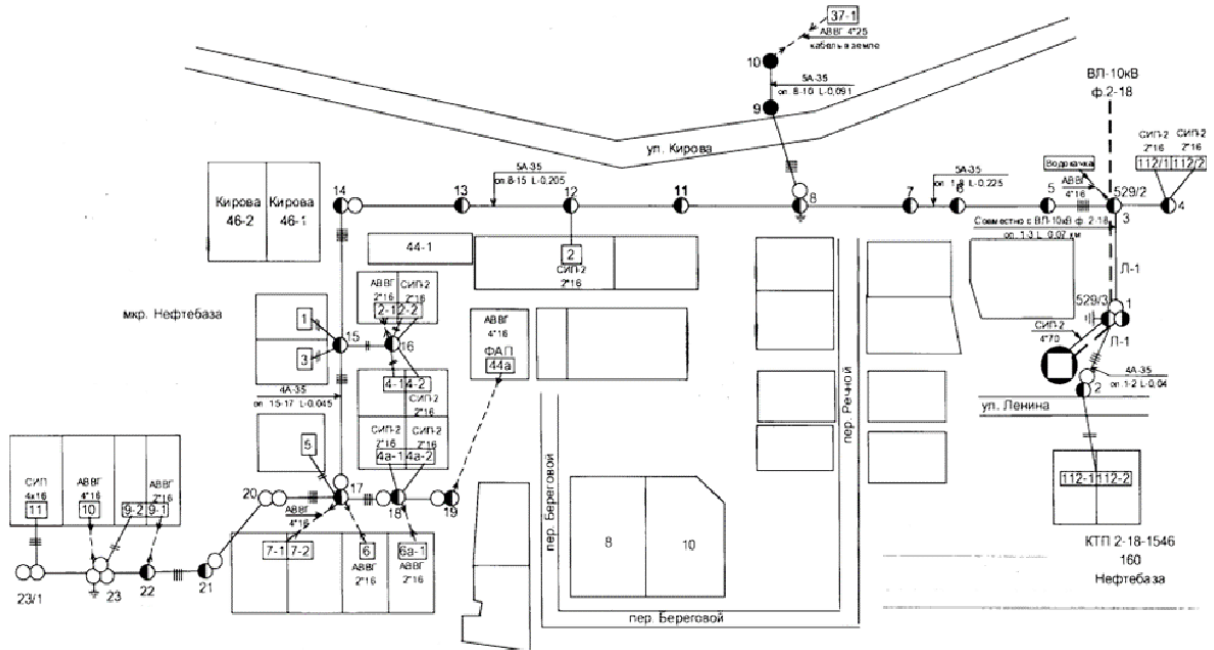 37-1
АВВГ 4*25
кабель в земле
10
5А-35
оп. 8-10 L-0,091
9
ул. Кирова
ВЛ-10кВ
ф.2-18
СИП-2
2*16
СИП-2
2*16
112/1
112/2
Водокачка
АВВГ
4*16
529/2
14
13
5А-35
оп 8-15 L-0,205
12
11
8
7
5А-35
6
5
3
4
Совместно с ВЛ-10кВ ф. 2-18
оп. 1-3 L 0,07 км
Кирова
46-2
Кирова
46-1
44-1
2
СИП-2
2*16
Л-1
529/3
1
СИП-2
4*70
Л-1
4А-35
оп. 1-2 L-0,04
2
ул. Ленина
112-1
112-2
КТП 2-18-1546
160
Нефтебаза
мкр. Нефтебаза
АВВГ
2*16
СИП-2
2*16
2-1
2-2
1
15
3
16
АВВГ
4*16
ФАП
44а
4-1
4-2
СИП-2
2*16
4А-35
оп. 15-17 L-0,045
СИП-2
2*16
СИП-2
2*16
4а-1
4а-2
5
20
17
18
19
АВВГ
4*16
7-1
7-2
6
АВВГ
2*16
6а-1
АВВГ
2*16
СИП
4х16
11
АВВГ
4*16
10
9-2
АВВГ
2*16
9-1
23/1
23
22
21
пер. Береговой
8
10
пер. Речной
пер. Береговой